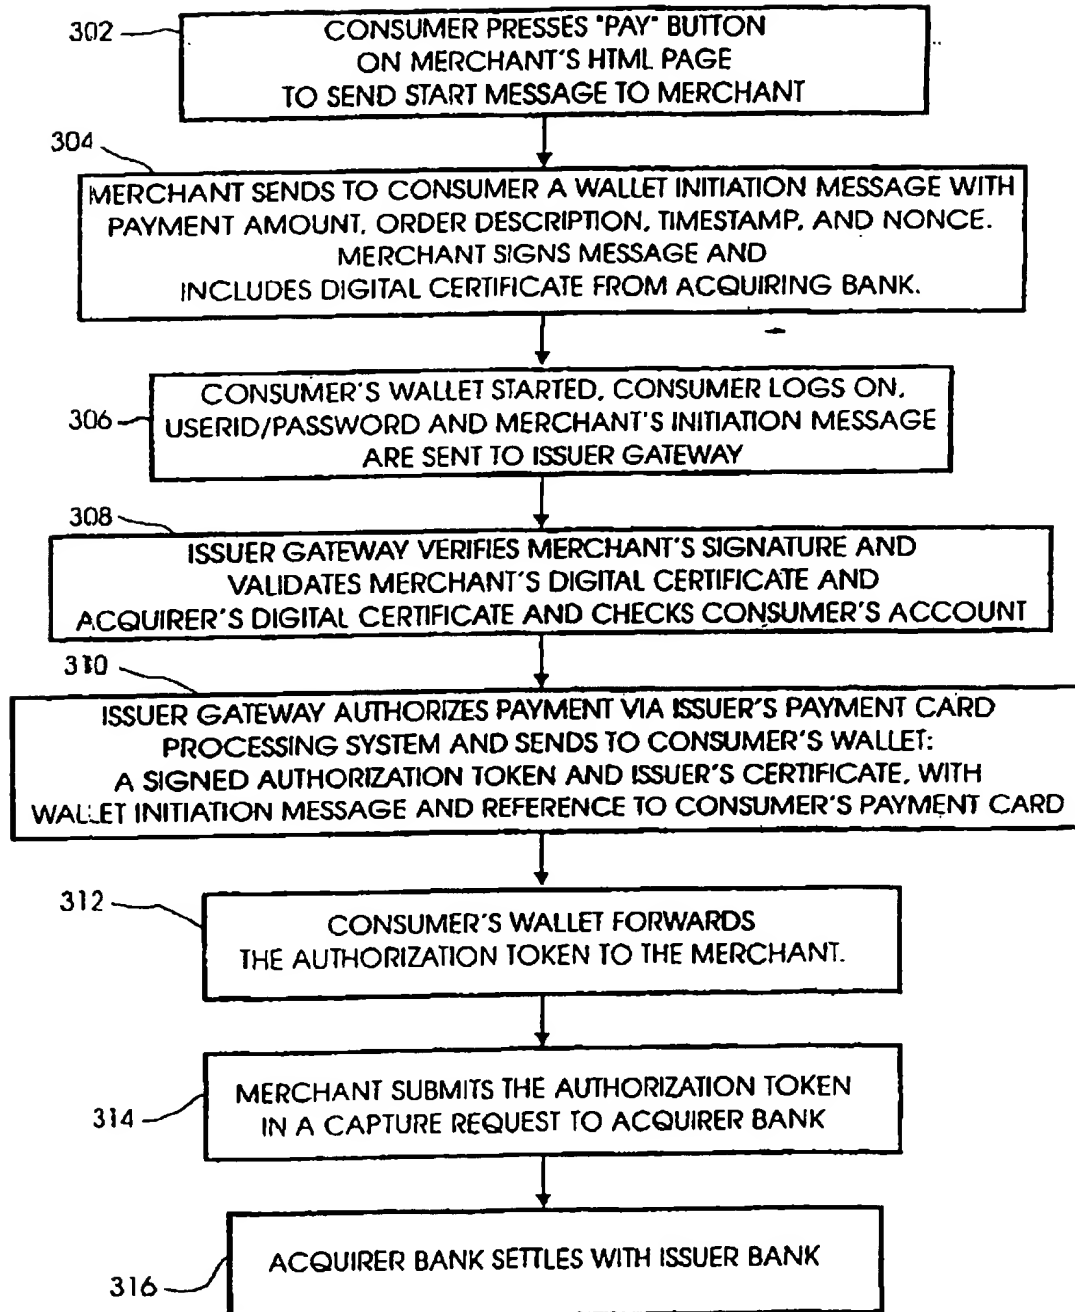 302
CONSUMER PRESSES "PAY" BUTTON
ON MERCHANT'S HTML PAGE
TO SEND START MESSAGE TO MERCHANT
304
MERCHANT SENDS TO CONSUMER A WALLET INITIATION MESSAGE WITH
PAYMENT AMOUNT, ORDER DESCRIPTION, TIMESTAMP, AND NONCE.
MERCHANT SIGNS MESSAGE AND
INCLUDES DIGITAL CERTIFICATE FROM ACQUIRING BANK.
306
CONSUMER'S WALLET STARTED, CONSUMER LOGS ON,
USERID/PASSWORD AND MERCHANT'S INITIATION MESSAGE
ARE SENT TO ISSUER GATEWAY
308
ISSUER GATEWAY VERIFIES MERCHANT'S SIGNATURE AND
VALIDATES MERCHANT'S DIGITAL CERTIFICATE AND
ACQUIRER'S DIGITAL CERTIFICATE AND CHECKS CONSUMER'S ACCOUNT
310
ISSUER GATEWAY AUTHORIZES PAYMENT VIA ISSUER'S PAYMENT CARD
PROCESSING SYSTEM AND SENDS TO CONSUMER'S WALLET:
A SIGNED AUTHORIZATION TOKEN AND ISSUER'S CERTIFICATE, WITH
WALLET INITIATION MESSAGE AND REFERENCE TO CONSUMER'S PAYMENT CARD
312
CONSUMER'S WALLET FORWARDS
THE AUTHORIZATION TOKEN TO THE MERCHANT.
314
MERCHANT SUBMITS THE AUTHORIZATION TOKEN
IN A CAPTURE REQUEST TO ACQUIRER BANK
316
ACQUIRER BANK SETTLES WITH ISSUER BANK